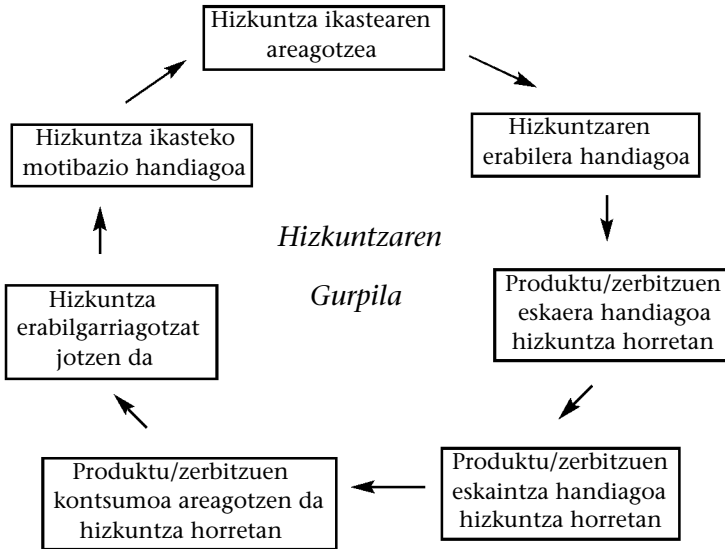 Hizkuntza ikastearen
areagotzea
Hizkuntzaren
erabilera handiagoa
Produktu/zerbitzuen
eskaera handiagoa
hizkuntza horretan
Produktu/zerbitzuen
eskaintza handiagoa
hizkuntza horretan
Produktu/zerbitzuen
kontsumoa areagotzen da
hizkuntza horretan
Hizkuntza
erabilgarriagotzat
jotzen da
Hizkuntza ikasteko
motibazio handiagoa
Hizkuntzaren
Gurpila